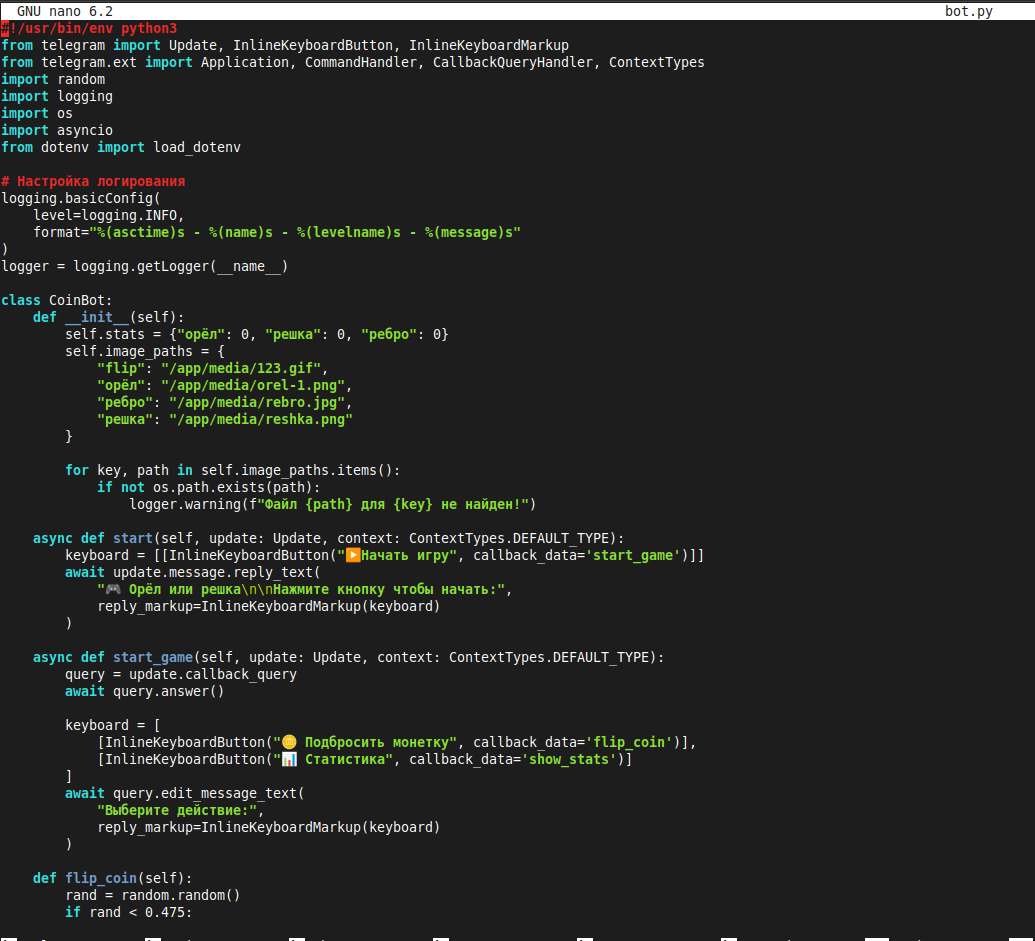 GNU nano 6.2 bot.py
#!/usr/bin/env python3
from telegram import Update, InlineKeyboardButton, InlineKeyboardMarkup
from telegram.ext import Application, CommandHandler, CallbackQueryHandler, ContextTypes
import random
import logging
import os
import asyncio
from dotenv import load_dotenv

# Настройка логирования
logging.basicConfig(
    level=logging.INFO,
    format="%(asctime)s - %(name)s - %(levelname)s - %(message)s"
)
logger = logging.getLogger(__name__)

class CoinBot:
    def __init__(self):
        self.stats = {"орёл": 0, "решка": 0, "ребро": 0}
        self.image_paths = {
            "flip": "/app/media/123.gif",
            "орёл": "/app/media/orel-1.png",
            "ребро": "/app/media/rebro.jpg",
            "решка": "/app/media/reshka.png"
        }

        for key, path in self.image_paths.items():
            if not os.path.exists(path):
                logger.warning(f"Файл {path} для {key} не найден!")

    async def start(self, update: Update, context: ContextTypes.DEFAULT_TYPE):
        keyboard = [[InlineKeyboardButton("▶️Начать игру", callback_data='start_game')]]
        await update.message.reply_text(
            "🎮 Орёл или решка\n\nНажмите кнопку чтобы начать:",
            reply_markup=InlineKeyboardMarkup(keyboard)
        )

    async def start_game(self, update: Update, context: ContextTypes.DEFAULT_TYPE):
        query = update.callback_query
        await query.answer()

        keyboard = [
            [InlineKeyboardButton("🪙 Подбросить монетку", callback_data='flip_coin')],
            [InlineKeyboardButton("📊 Статистика", callback_data='show_stats')]
        ]
        await query.edit_message_text(
            "Выберите действие:",
            reply_markup=InlineKeyboardMarkup(keyboard)
        )

    def flip_coin(self):
        rand = random.random()
        if rand < 0.475: